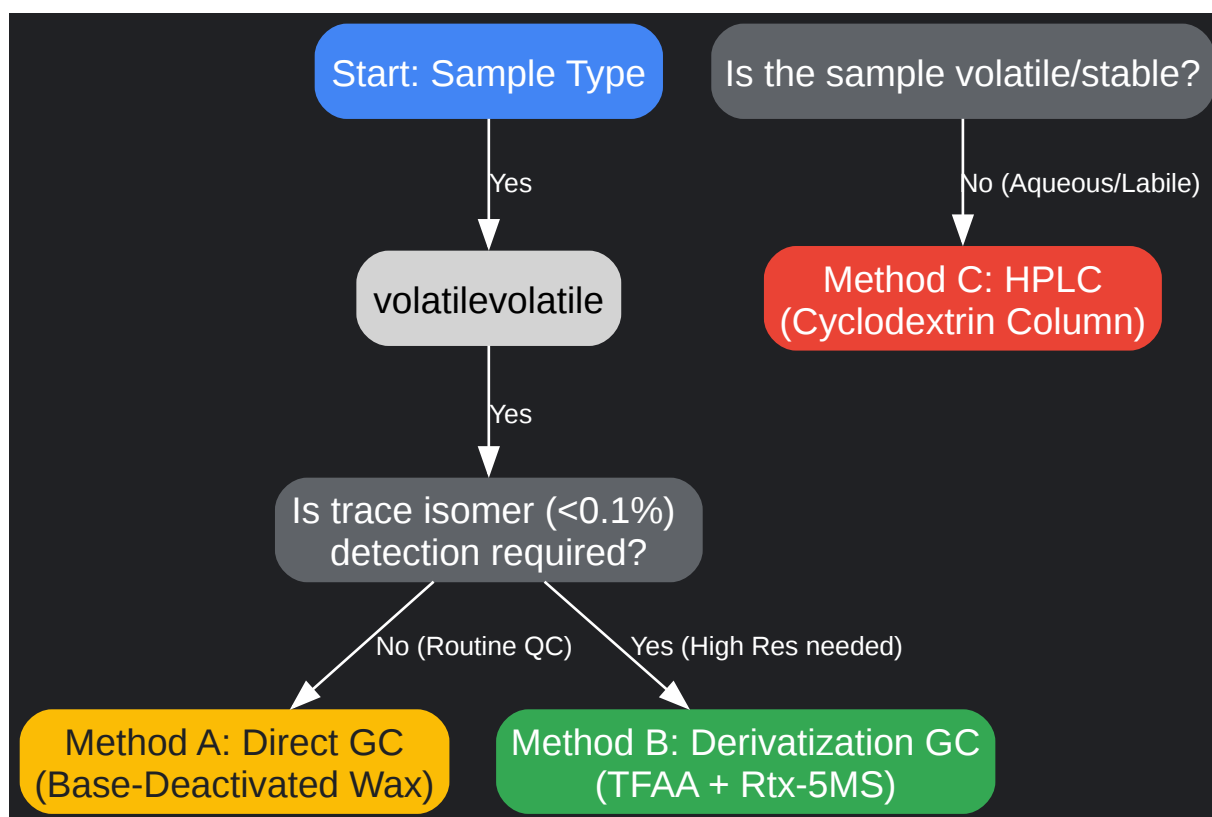 Start: Sample Type
Is the sample volatile/stable?
Yes
No (Aqueous/Labile)
volatilevolatile
Method C: HPLC
(Cyclodextrin Column)
Yes
Is trace isomer (<0.1%)
detection required?
No (Routine QC)
Yes (High Res needed)
Method A: Direct GC
(Base-Deactivated Wax)
Method B: Derivatization GC
(TFAA + Rtx-5MS)